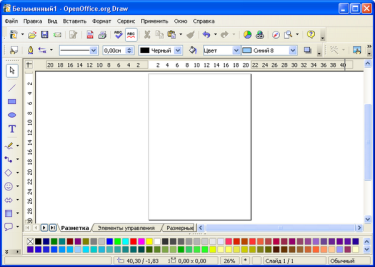 Безымянный1 - OpenOffice.org Draw
Файл Правка Вид Вставка Формат Сервис Применить Окно Справка
0,00см Черный Цвет Синий 8
20 18 16 14 12 10 8 6 4 2 2 4 6 8 10 12 14 16 18 20 22 24 26 28 30 32 34 36 38 40
Разметка Элементы управления Размерные
40,30 / -1,83 0,00 x 0,00 26% * Слайд 1 / 1 Обычный